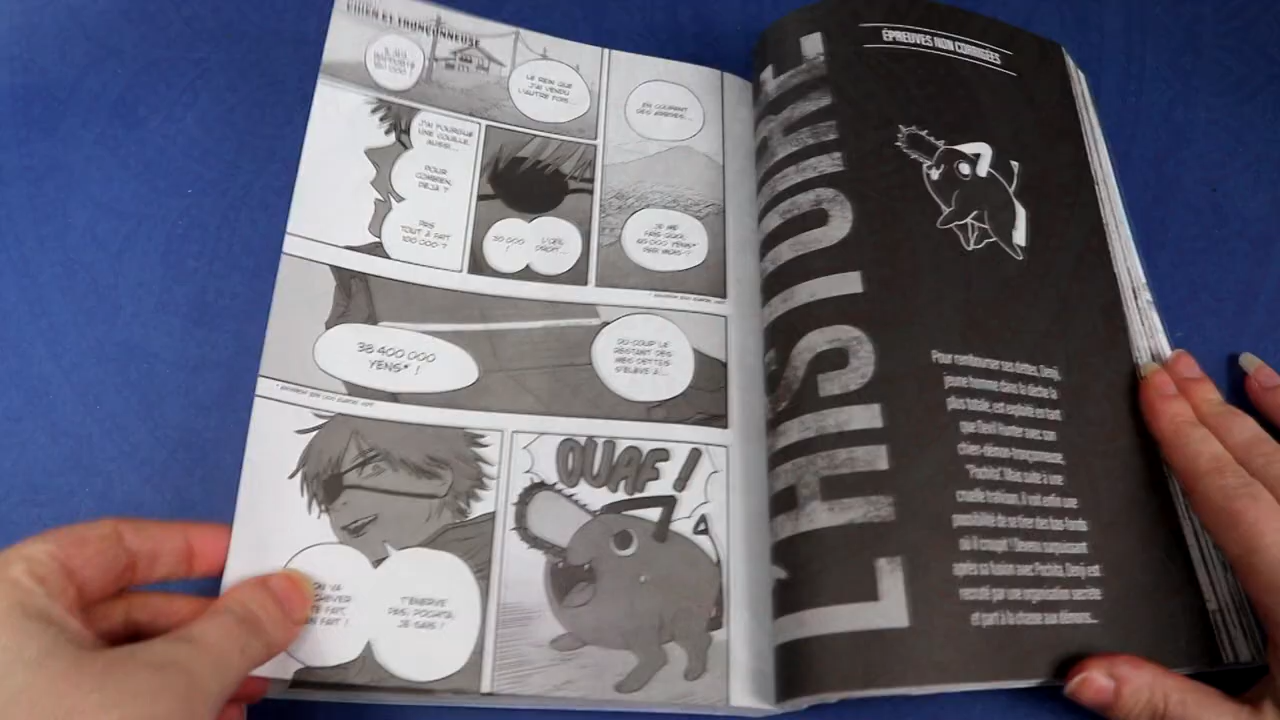 CHIEN ET TRONÇONNEUSE
LE REIN QUE
J'AI VENDU
L'AUTRE FOIS...
EN COUPANT
DES ARBRES...
JE ME
FAIS QUOI,
60 000 YENS*
PAR MOIS ?
J'AI FOURGUÉ
UNE COUILLE,
AUSSI...
POUR
COMBIEN,
DÉJÀ ?
PAS
TOUT À FAIT
100 000 ?
L'ŒIL
DROIT...
30 000
!
DU COUP LE
RESTANT DES
MES DETTES
S'ÉLÈVE À...
38 400 000
YENS* !
ON VA
FAIT,
T'ÉNERVE
PAS, POCHITA,
JE SAIS !
OUAF !
L'HISTOIRE
ÉPREUVES NON CORRIGÉES
Pour rembourser ses dettes, Denji,
jeune homme dans la dèche la
plus totale, est exploité en tant
que Devil Hunter avec son
chien-démon-tronçonneuse,
"Pochita". Mais suite à une
cruelle trahison, il voit enfin une
possibilité de se tirer des bas-fonds
où il croupit ! Devenu surpuissant
après sa fusion avec Pochita, Denji est
recruté par une organisation secrète
et part à la chasse aux démons...